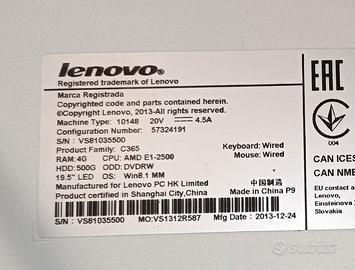 lenovo®
Registered trademark of Lenovo
Marca Registrada
Copyrighted code and parts contained herein.
©Copyright Lenovo, 2013-All rights reserved.
Machine Type: 10148 20V ⎓ 4.5A
Configuration Number: 57324191
S/N : VS81035500
Product Family: C365 Keyboard: Wired
RAM: 4G CPU: AMD E1-2500 Mouse: Wired
HDD: 500G ODD: DVDRW
19.5" LED OS: Win8.1 MM
Manufactured for Lenovo PC HK Limited 中国制造
Product certified in Shanghai City,China Made in China P9
S/N: VS81035500 MO:VS1312R587 Mfg Date : 2013-12-24
EAC
004
CAN ICES
CAN
EU contact a
Lenovo,
Einsteinova
Slovakia
subito